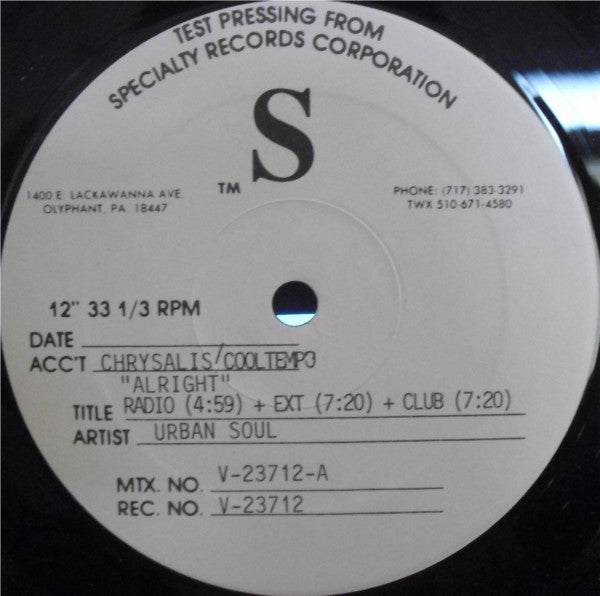 TEST PRESSING FROM
SPECIALTY RECORDS CORPORATION
S
TM
1400 E. LACKAWANNA AVE.
OLYPHANT, PA. 18447
PHONE: (717) 383-3291
TWX 510-671-4580
12" 33 1/3 RPM
DATE
ACC'T CHRYSALIS/COOLTEMPO
"ALRIGHT"
TITLE RADIO (4:59) + EXT (7:20) + CLUB (7:20)
ARTIST URBAN SOUL
MTX. NO. V-23712-A
REC. NO. V-23712